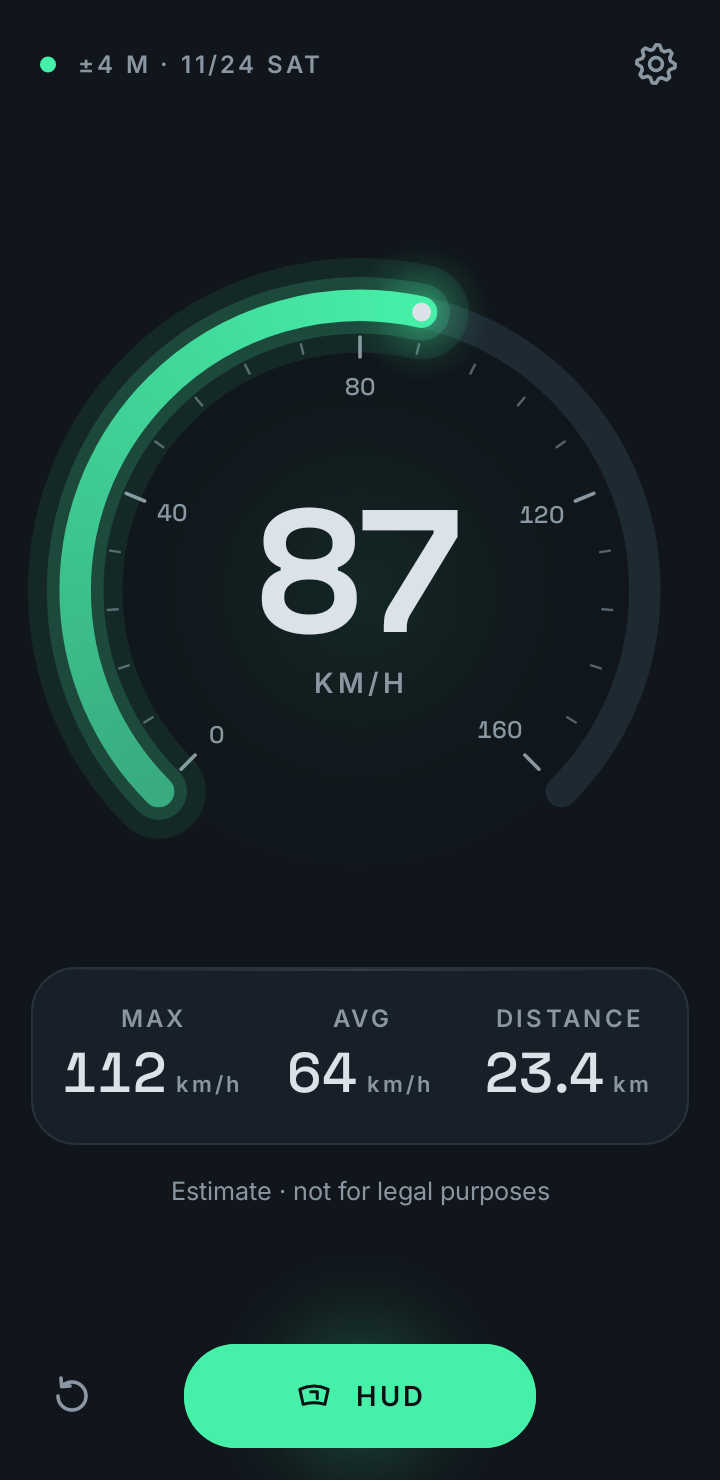 ±4 M · 11/24 SAT
80
40
120
87
KM/H
0
160
MAX AVG DISTANCE
112 km/h 64 km/h 23.4 km
Estimate · not for legal purposes
HUD